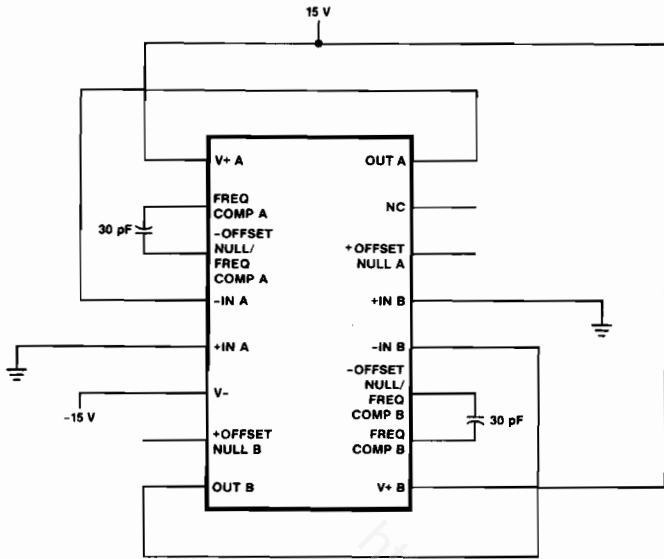 15 V
V+ A
OUT A
FREQ
COMP A
NC
30 pF
-OFFSET
NULL/
FREQ
COMP A
+OFFSET
NULL A
-IN A
+IN B
+IN A
-IN B
-OFFSET
NULL/
FREQ
COMP B
V-
-15 V
30 pF
+OFFSET
NULL B
FREQ
COMP B
OUT B
V+ B